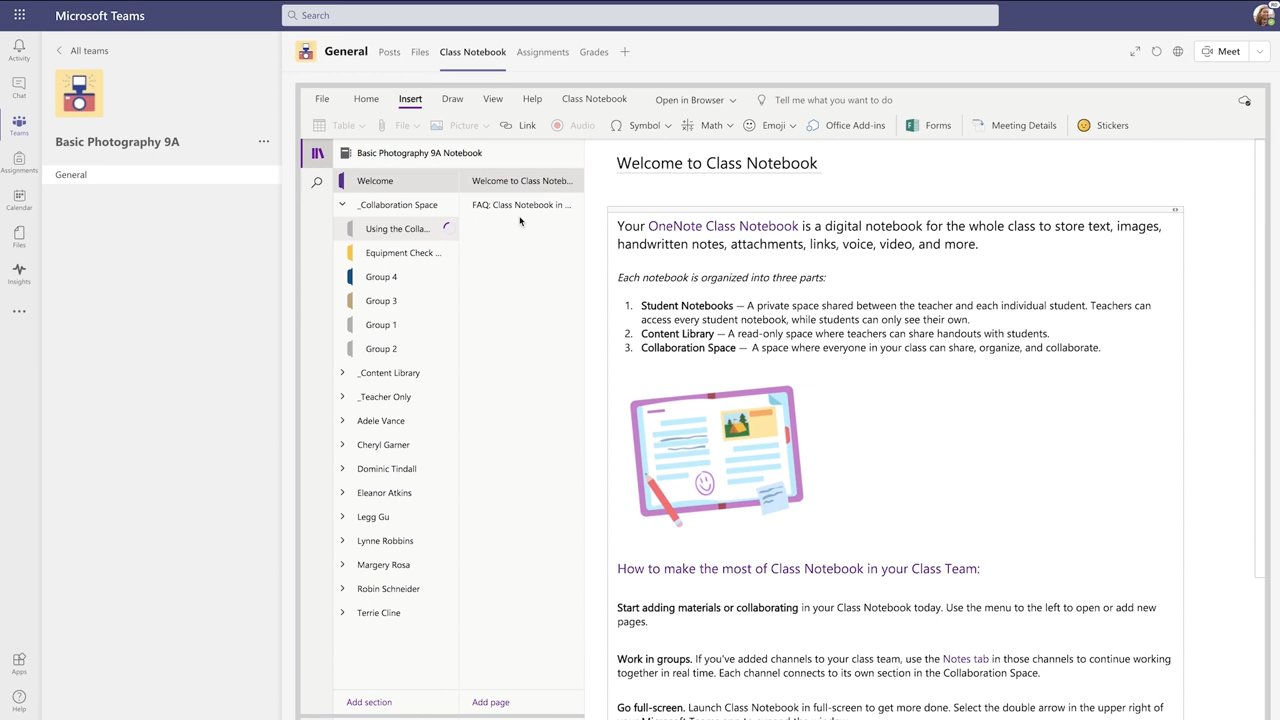 Microsoft Teams
Search
Activity
Chat
Teams
Assignments
Calendar
Files
Insights
Apps
Help
All teams
Basic Photography 9A
General
General Posts Files Class Notebook Assignments Grades
Meet
File Home Insert Draw View Help Class Notebook Open in Browser Tell me what you want to do
Table File Picture Link Audio Symbol Math Emoji Office Add-ins Forms Meeting Details Stickers
Basic Photography 9A Notebook
Welcome
_Collaboration Space
Using the Colla...
Equipment Check ...
Group 4
Group 3
Group 1
Group 2
_Content Library
_Teacher Only
Adele Vance
Cheryl Garner
Dominic Tindall
Eleanor Atkins
Legg Gu
Lynne Robbins
Margery Rosa
Robin Schneider
Terrie Cline
Add section
Welcome to Class Noteb...
FAQ: Class Notebook in ...
Add page
Welcome to Class Notebook
Your OneNote Class Notebook is a digital notebook for the whole class to store text, images,
handwritten notes, attachments, links, voice, video, and more.
Each notebook is organized into three parts:
1. Student Notebooks — A private space shared between the teacher and each individual student. Teachers can
access every student notebook, while students can only see their own.
2. Content Library — A read-only space where teachers can share handouts with students.
3. Collaboration Space — A space where everyone in your class can share, organize, and collaborate.
How to make the most of Class Notebook in your Class Team:
Start adding materials or collaborating in your Class Notebook today. Use the menu to the left to open or add new
pages.
Work in groups. If you've added channels to your class team, use the Notes tab in those channels to continue working
together in real time. Each channel connects to its own section in the Collaboration Space.
Go full-screen. Launch Class Notebook in full-screen to get more done. Select the double arrow in the upper right of